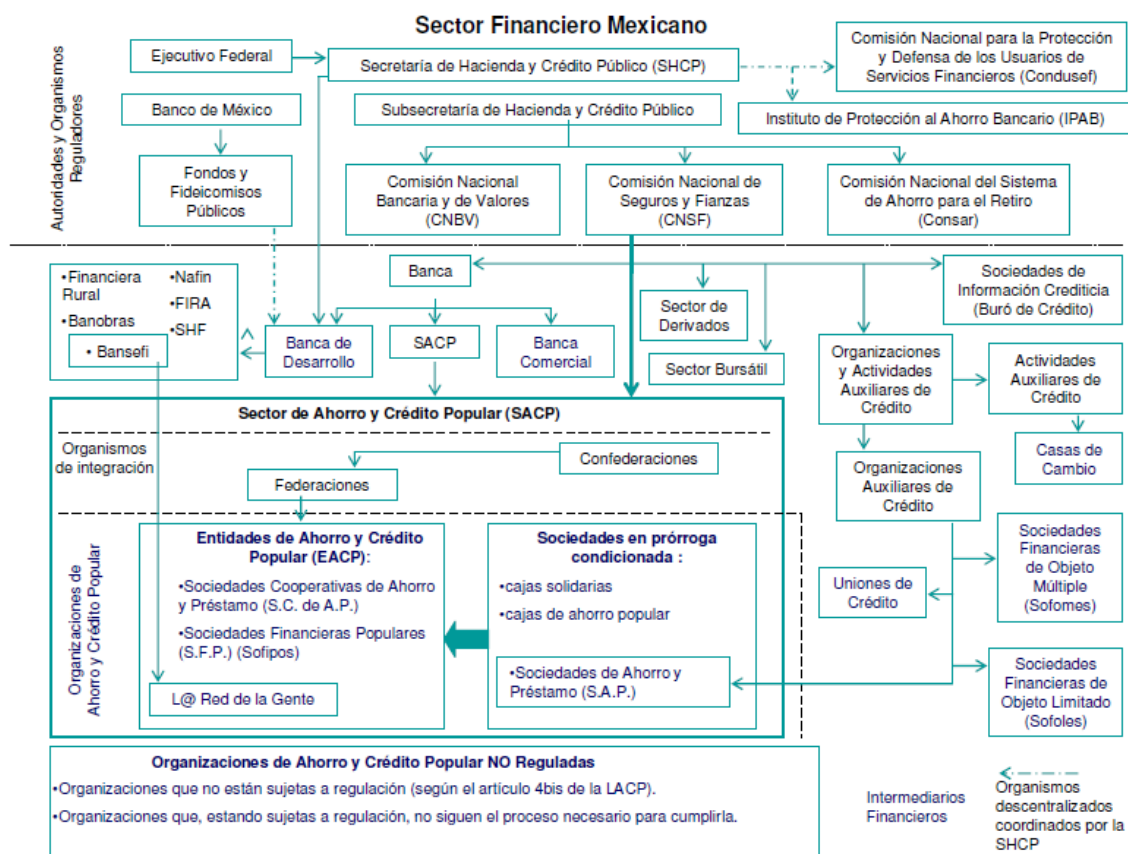 Sector Financiero Mexicano
Autoridades y Organismos
Reguladores
Ejecutivo Federal
Secretaría de Hacienda y Crédito Público (SHCP)
Comisión Nacional para la Protección
y Defensa de los Usuarios de
Servicios Financieros (Condusef)
Banco de México
Subsecretaría de Hacienda y Crédito Público
Instituto de Protección al Ahorro Bancario (IPAB)
Fondos y
Fideicomisos
Públicos
Comisión Nacional
Bancaria y de Valores
(CNBV)
Comisión Nacional de
Seguros y Fianzas
(CNSF)
Comisión Nacional del Sistema
de Ahorro para el Retiro
(Consar)
•Financiera
Rural
•Banobras
• Bansefi
•Nafin
•FIRA
•SHF
Banca
Sector de
Derivados
Sector Bursátil
Sociedades de
Información Crediticia
(Buró de Crédito)
Banca de
Desarrollo
SACP
Banca
Comercial
Organizaciones
y Actividades
Auxiliares de
Crédito
Actividades
Auxiliares de
Crédito
Casas de
Cambio
Organizaciones
Auxiliares de
Crédito
Sector de Ahorro y Crédito Popular (SACP)
Organismos
de integración
Confederaciones
Federaciones
Organizaciones de
Ahorro y Crédito Popular
Entidades de Ahorro y Crédito
Popular (EACP):
•Sociedades Cooperativas de Ahorro
y Préstamo (S.C. de A.P.)
•Sociedades Financieras Populares
(S.F.P.) (Sofipos)
L@ Red de la Gente
Sociedades en prórroga
condicionada :
•cajas solidarias
•cajas de ahorro popular
•Sociedades de Ahorro y
Préstamo (S.A.P.)
Uniones de
Crédito
Sociedades
Financieras
de Objeto
Múltiple
(Sofomes)
Sociedades
Financieras de
Objeto Limitado
(Sofoles)
Organizaciones de Ahorro y Crédito Popular NO Reguladas
•Organizaciones que no están sujetas a regulación (según el artículo 4bis de la LACP).
•Organizaciones que, estando sujetas a regulación, no siguen el proceso necesario para cumplirla.
Intermediarios
Financieros
Organismos
descentralizados
coordinados por la
SHCP